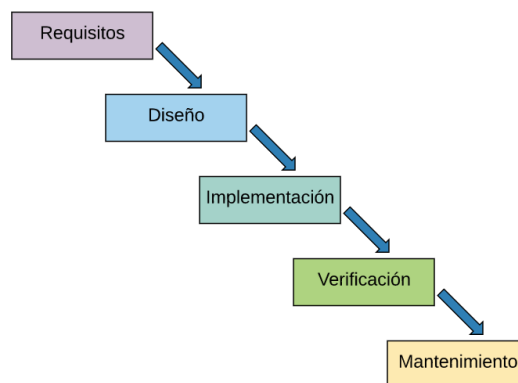 Requisitos
Diseño
Implementación
Verificación
Mantenimiento